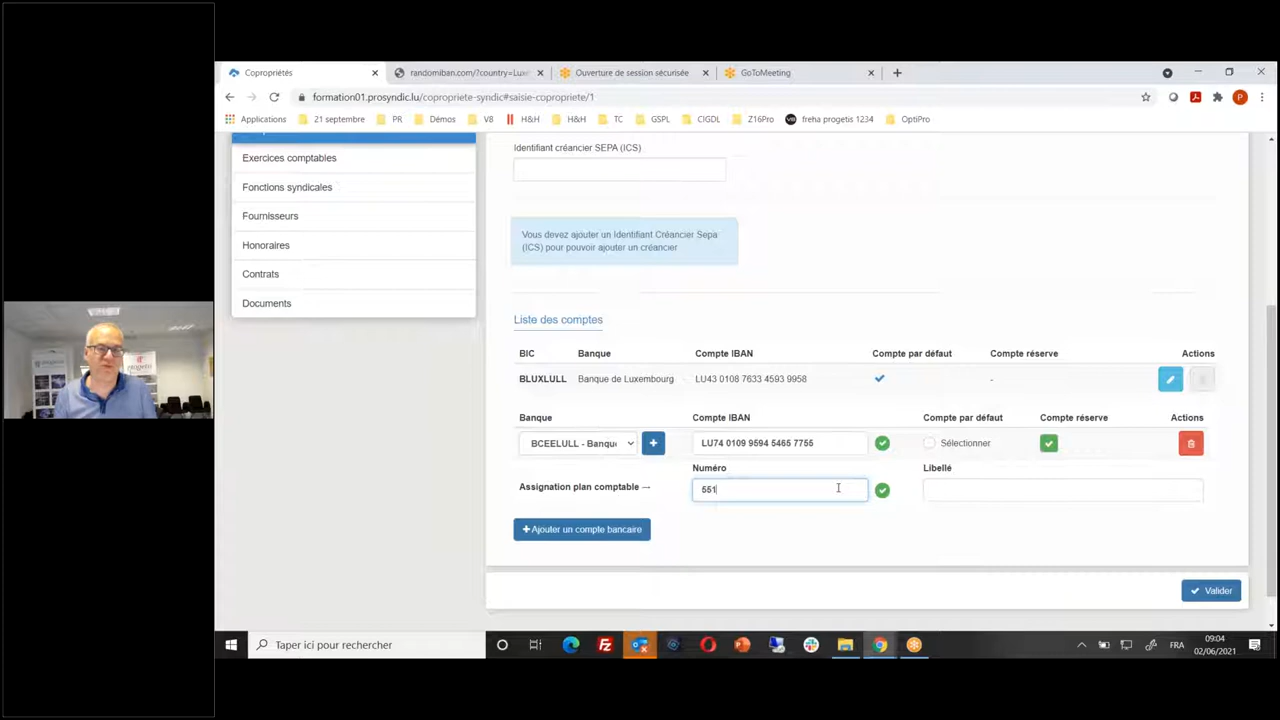 Copropriétés
randomiban.com/?country=Luxe
Ouverture de session sécurisée
GoToMeeting
formation01.prosyndic.lu/copropriete-syndic#saisie-copropriete/1
Applications
21 septembre
PR
Démos
V8
H&H
H&H
TC
GSPL
CIGDL
Z16Pro
freha progetis 1234
OptiPro
Exercices comptables
Fonctions syndicales
Fournisseurs
Honoraires
Contrats
Documents
Identifiant créancier SEPA (ICS)
Vous devez ajouter un Identifiant Créancier Sepa
(ICS) pour pouvoir ajouter un créancier
Liste des comptes
BIC Banque Compte IBAN Compte par défaut Compte réserve Actions
BLUXLULL Banque de Luxembourg LU43 0108 7633 4593 9958 -
Banque Compte IBAN Compte par défaut Compte réserve Actions
BCEELULL - Banqu LU74 0109 9594 5465 7755 Sélectionner
Numéro Libellé
Assignation plan comptable 551
+ Ajouter un compte bancaire
Valider
Taper ici pour rechercher
FRA
09:04
02/06/2021